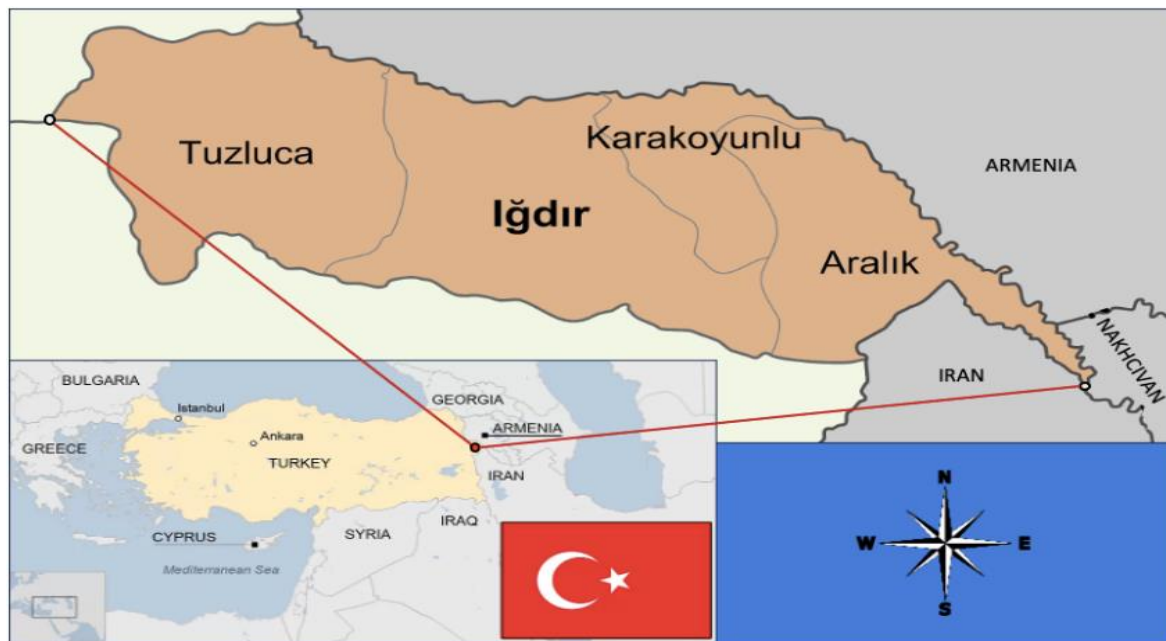 Tuzluca
Karakoyunlu
Iğdır
Aralık
ARMENIA
IRAN
NAKHCIVAN
BULGARIA
Istanbul
GEORGIA
ARMENIA
Ankara
GREECE
TURKEY
IRAN
CYPRUS
SYRIA
IRAQ
Mediterranean Sea
N
W
E
S